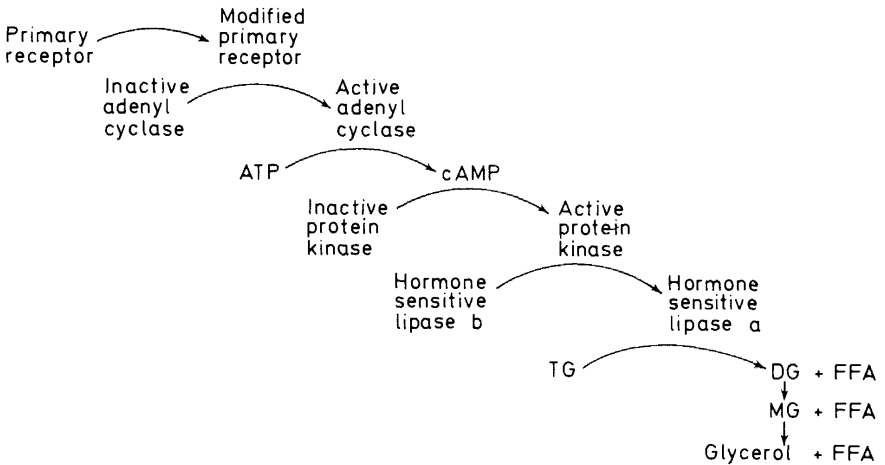 Primary
receptor
Modified
primary
receptor
Inactive
adenyl
cyclase
Active
adenyl
cyclase
ATP
cAMP
Inactive
protein
kinase
Active
protein
kinase
Hormone
sensitive
lipase b
Hormone
sensitive
lipase a
TG
DG + FFA
MG + FFA
Glycerol + FFA